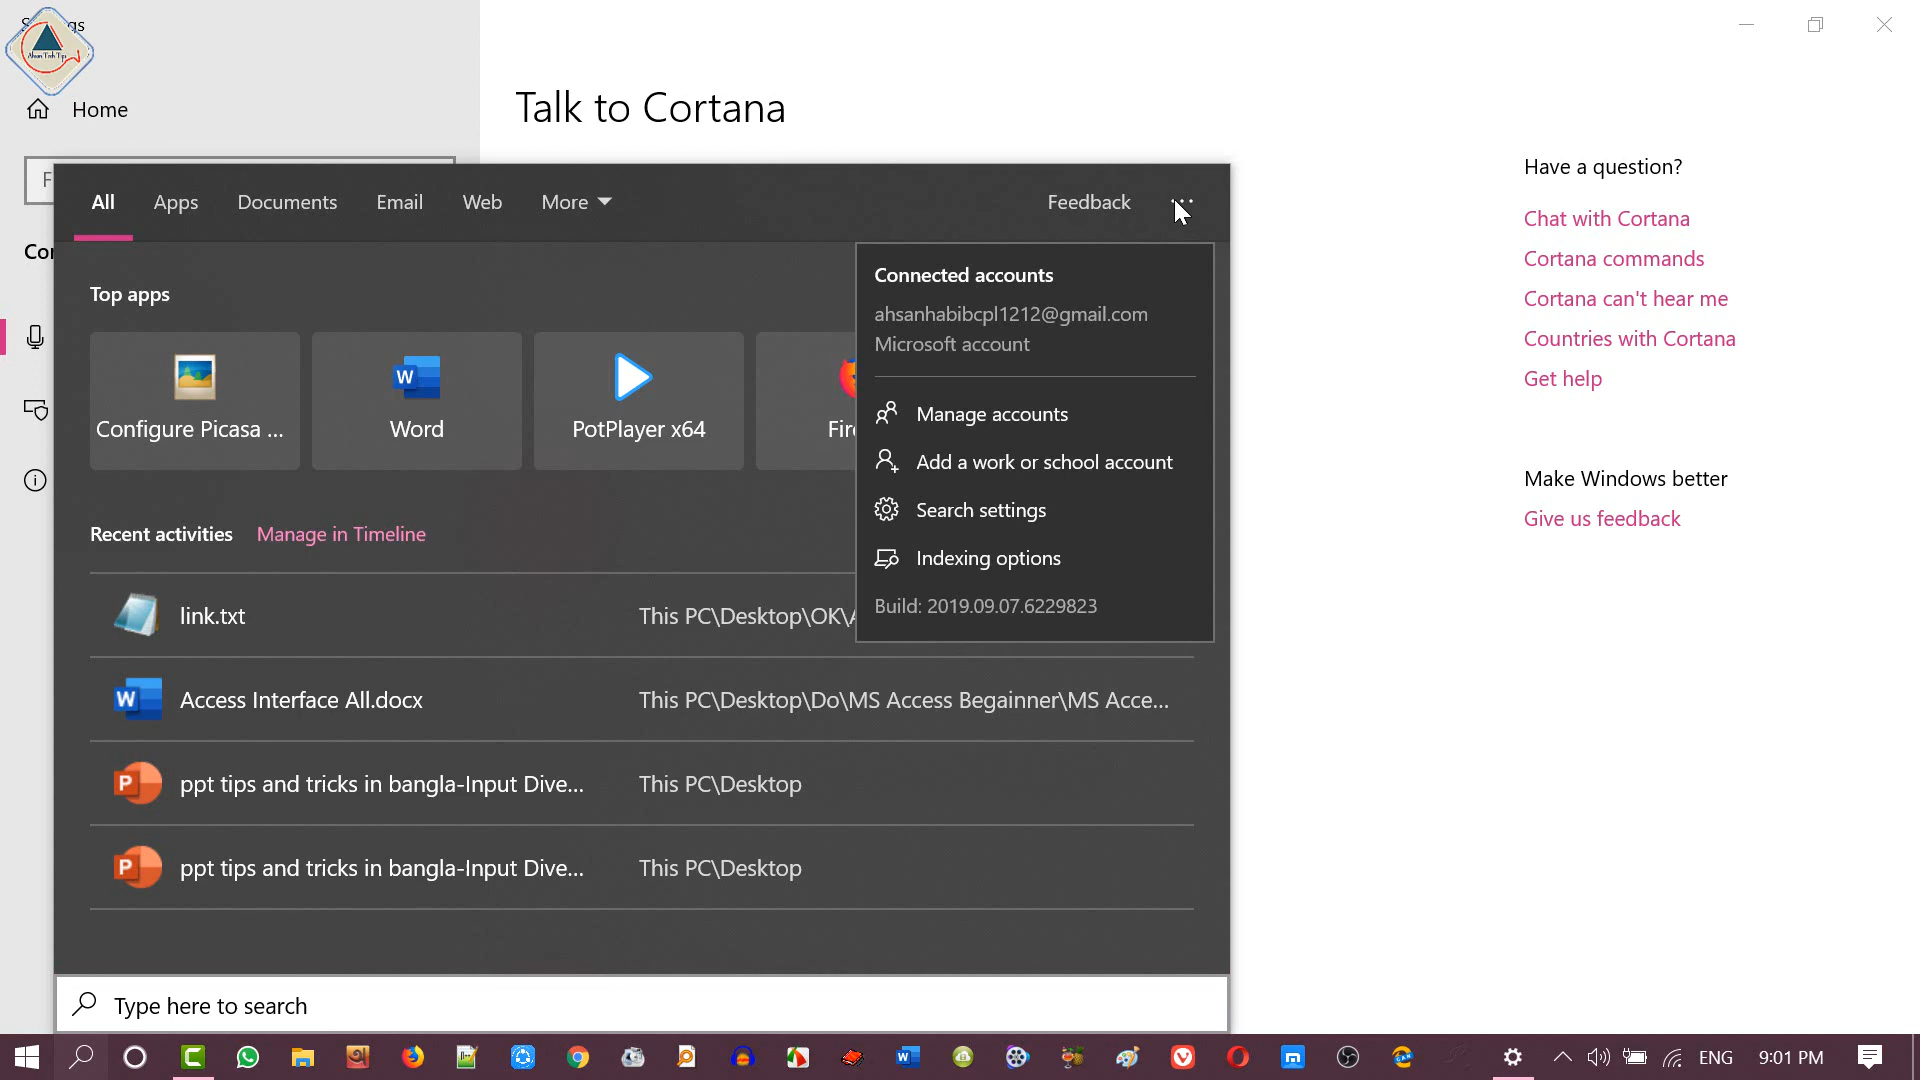 Home
Talk to Cortana
Have a question?
Chat with Cortana
Cortana commands
Cortana can't hear me
Countries with Cortana
Get help
Make Windows better
Give us feedback
All
Apps
Documents
Email
Web
More
Feedback
Top apps
Configure Picasa ...
Word
PotPlayer x64
Connected accounts
ahsanhabibcpl1212@gmail.com
Microsoft account
Manage accounts
Add a work or school account
Search settings
Indexing options
Build: 2019.09.07.6229823
Recent activities Manage in Timeline
link.txt This PC\Desktop\OK\
Access Interface All.docx This PC\Desktop\Do\MS Access Begainner\MS Acce...
ppt tips and tricks in bangla-Input Dive... This PC\Desktop
ppt tips and tricks in bangla-Input Dive... This PC\Desktop
Type here to search
ENG
9:01 PM